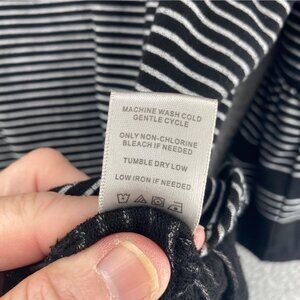 MACHINE WASH COLD
GENTLE CYCLE
ONLY NON-CHLORINE
BLEACH IF NEEDED
TUMBLE DRY LOW
LOW IRON IF NEEDED